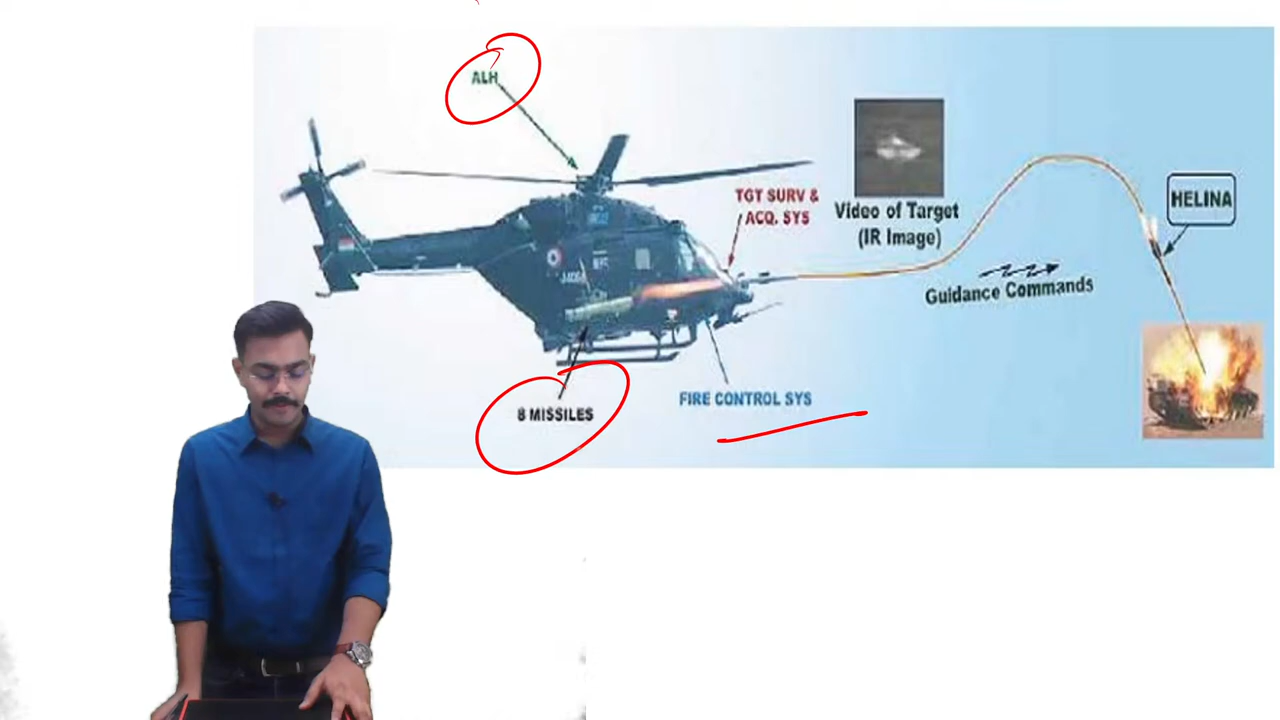 ALH
TGT SURV &
ACQ. SYS
Video of Target
(IR Image)
HELINA
Guidance Commands
8 MISSILES
FIRE CONTROL SYS